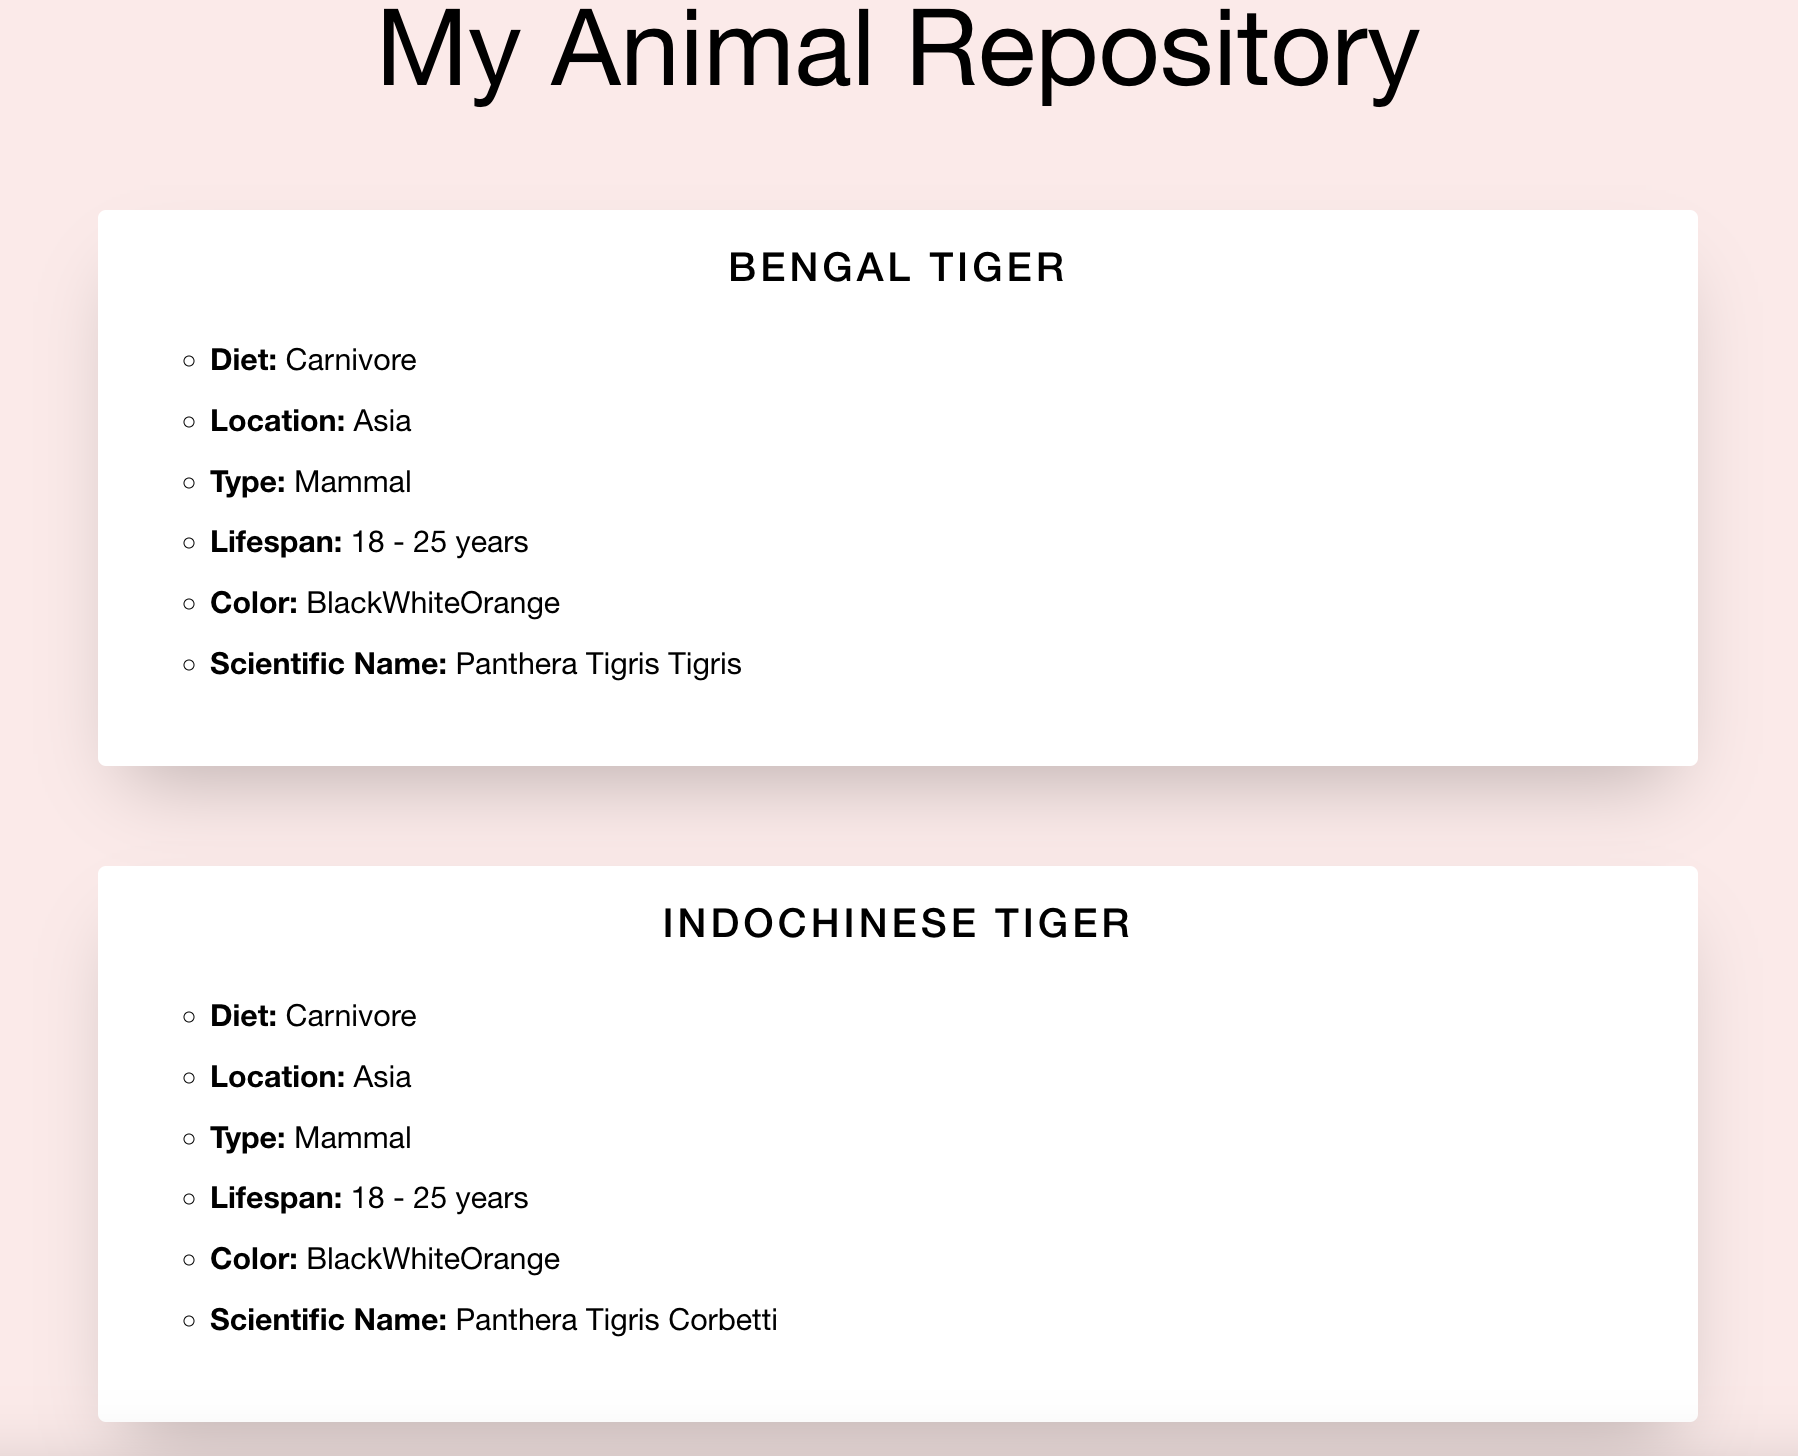 My Animal Repository
BENGAL TIGER
Diet: Carnivore
Location: Asia
Type: Mammal
Lifespan: 18 - 25 years
Color: BlackWhiteOrange
Scientific Name: Panthera Tigris Tigris
INDOCHINESE TIGER
Diet: Carnivore
Location: Asia
Type: Mammal
Lifespan: 18 - 25 years
Color: BlackWhiteOrange
Scientific Name: Panthera Tigris Corbetti